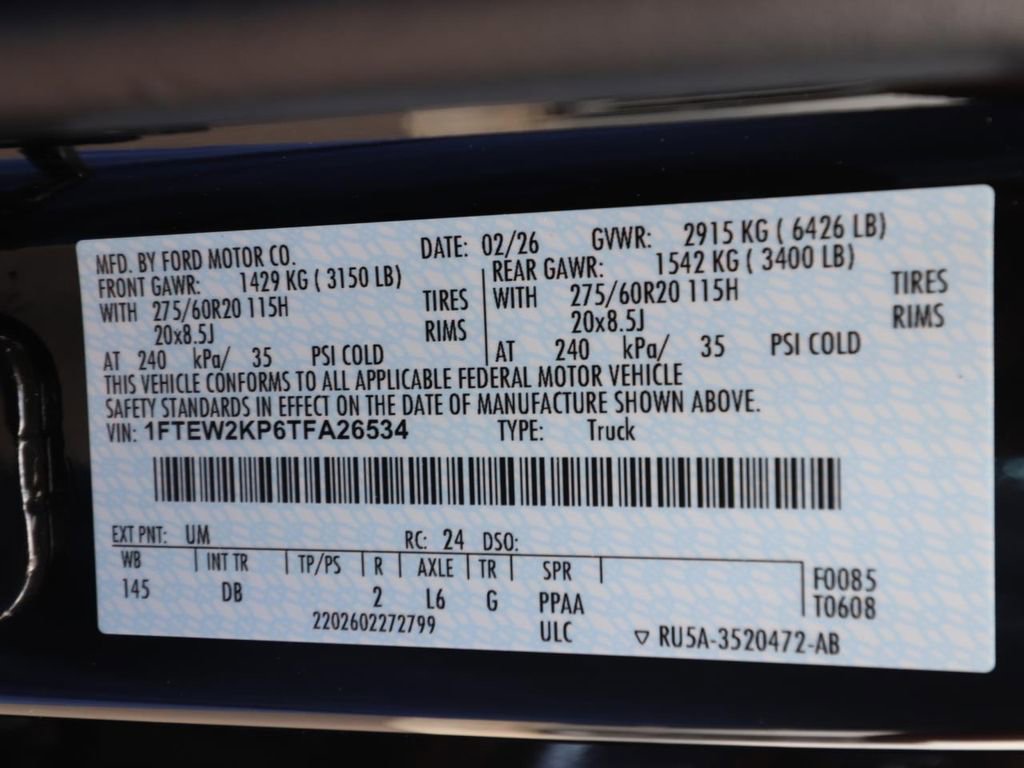 MFD. BY FORD MOTOR CO. DATE: 02/26 GVWR: 2915 KG ( 6426 LB)
FRONT GAWR: 1429 KG ( 3150 LB) REAR GAWR: 1542 KG ( 3400 LB)
WITH 275/60R20 115H TIRES WITH 275/60R20 115H TIRES
20x8.5J RIMS 20x8.5J RIMS
AT 240 kPa/ 35 PSI COLD AT 240 kPa/ 35 PSI COLD
THIS VEHICLE CONFORMS TO ALL APPLICABLE FEDERAL MOTOR VEHICLE
SAFETY STANDARDS IN EFFECT ON THE DATE OF MANUFACTURE SHOWN ABOVE.
VIN: 1FTEW2KP6TFA26534 TYPE: Truck
EXT PNT: UM RC: 24 DSO:
WB INT TR TP/PS R AXLE TR SPR F0085
145 DB 2 L6 G PPAA T0608
2202602272799 ULC ▽ RU5A-3520472-AB